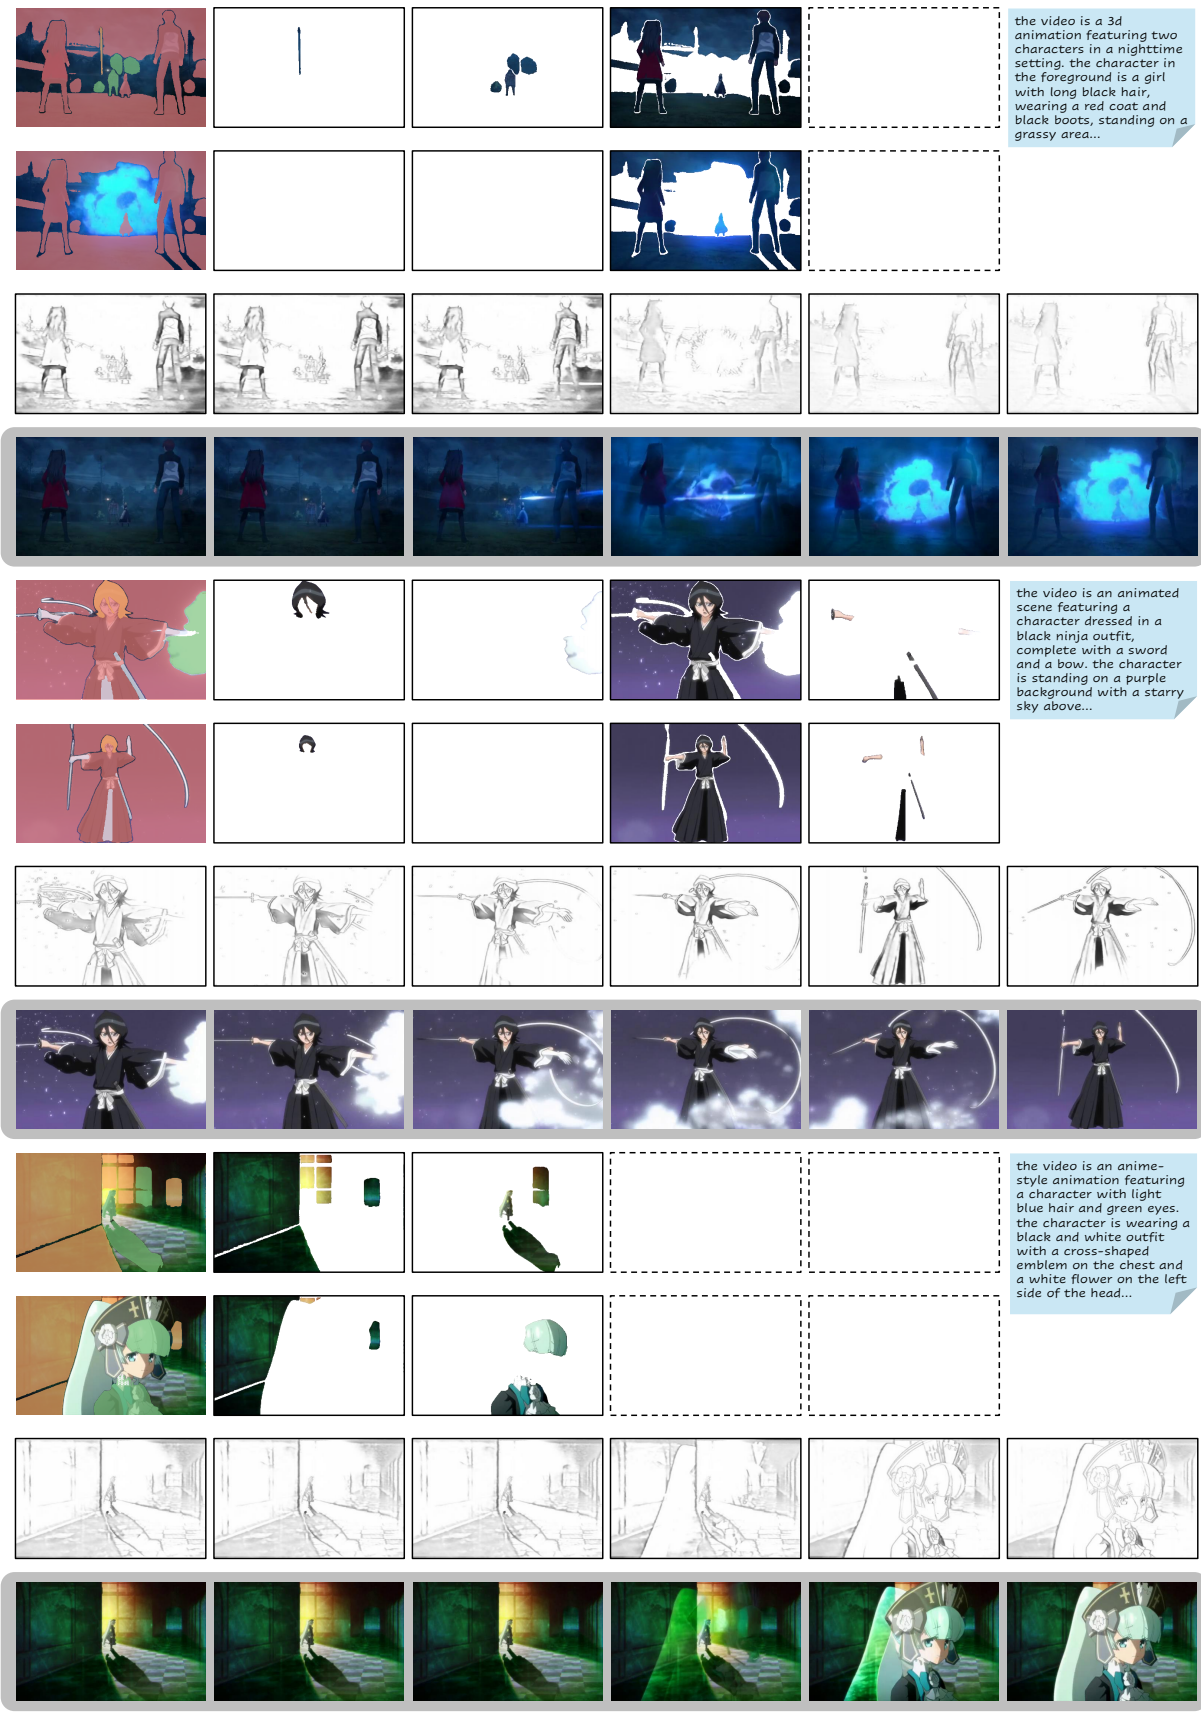 the video is a 3d
animation featuring two
characters in a nighttime
setting. the character in
the foreground is a girl
with long black hair,
wearing a red coat and
black boots, standing on a
grassy area...
the video is an animated
scene featuring a
character dressed in a
black ninja outfit,
complete with a sword
and a bow. the character
is standing on a purple
background with a starry
sky above...
the video is an anime-
style animation featuring
a character with light
blue hair and green eyes.
the character is wearing a
black and white outfit
with a cross-shaped
emblem on the chest and
a white flower on the left
side of the head...